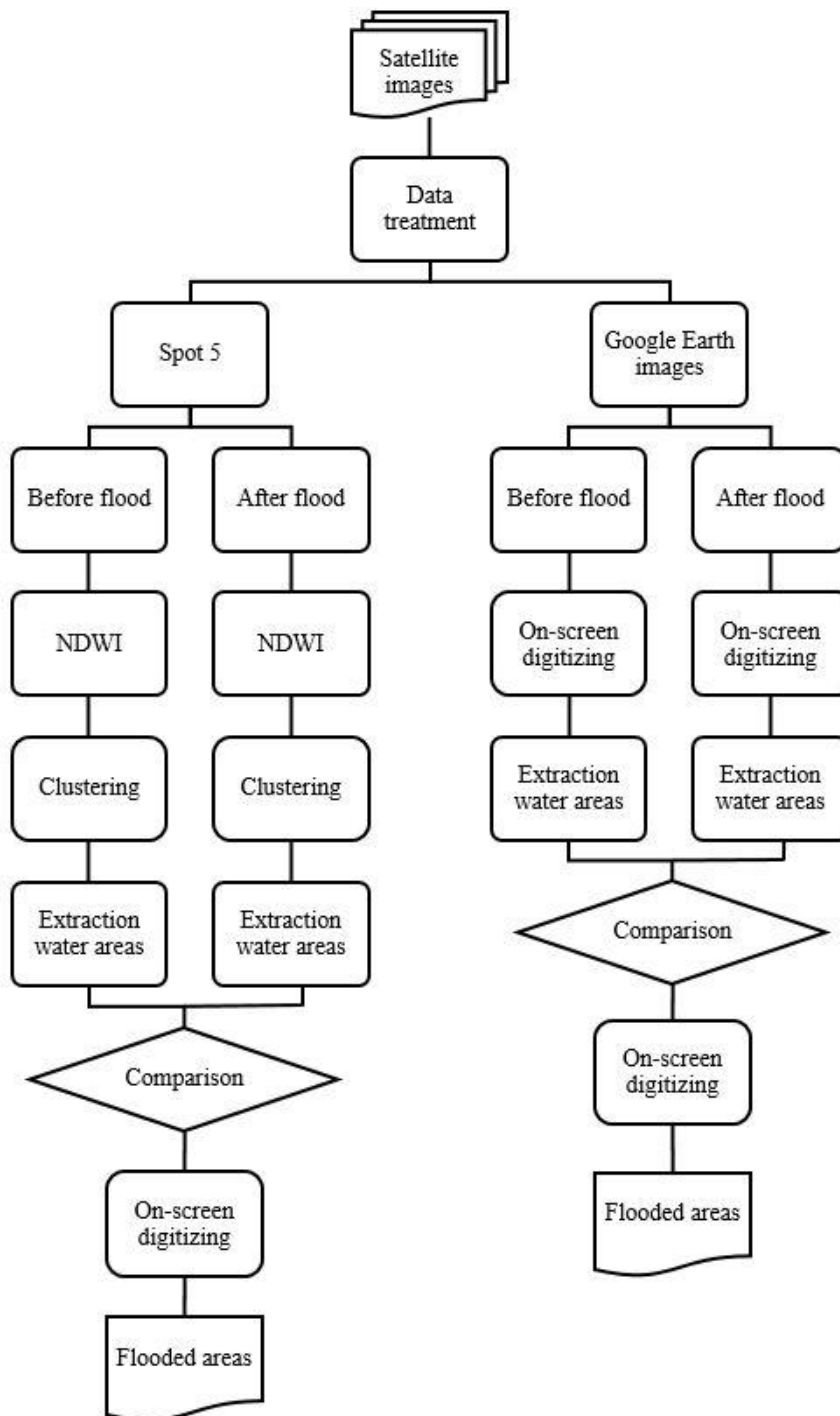 Satellite
images
Data
treatment
Spot 5
Google Earth
images
Before flood
After flood
Before flood
After flood
NDWI
NDWI
On-screen
digitizing
On-screen
digitizing
Clustering
Clustering
Extraction
water areas
Extraction
water areas
Extraction
water areas
Extraction
water areas
Comparison
Comparison
On-screen
digitizing
On-screen
digitizing
Flooded areas
Flooded areas